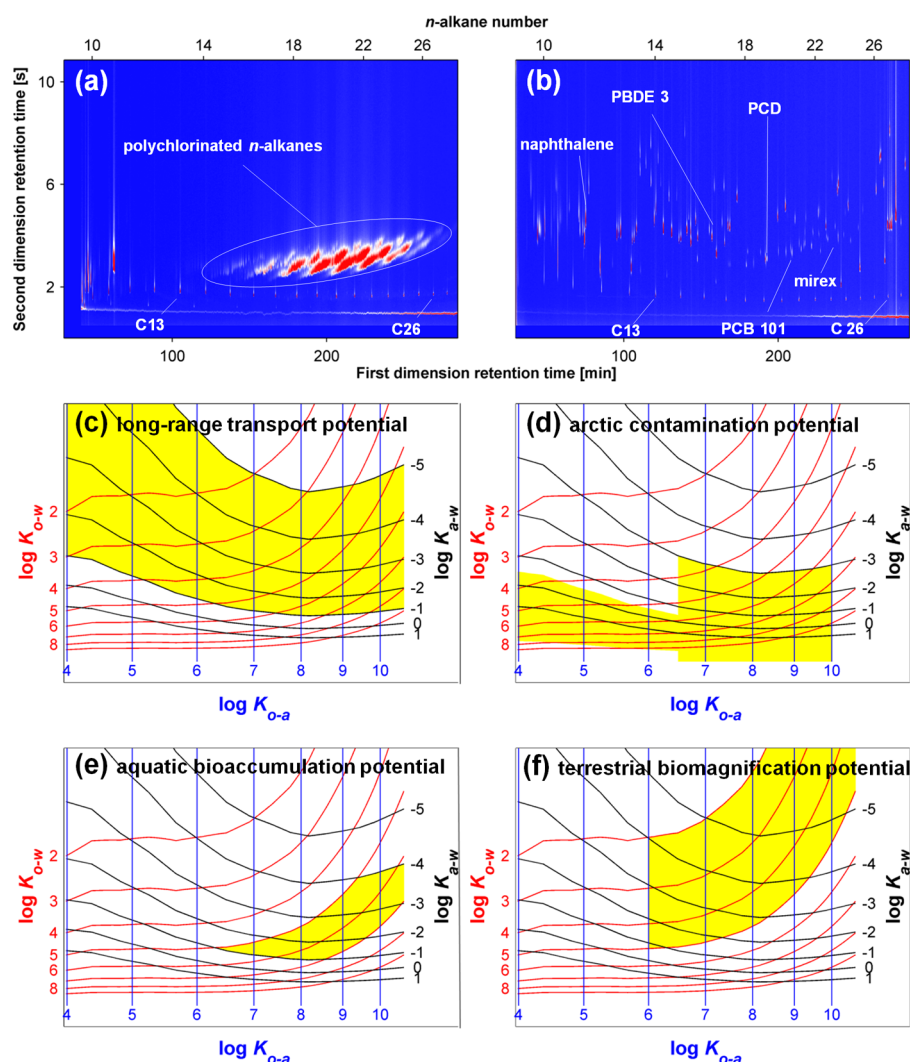 n-alkane number
10 14 18 22 26
10 14 18 22 26
Second dimension retention time [s]
10
6
2
(a)
polychlorinated n-alkanes
C13
C26
100
200
(b)
PBDE 3
PCD
naphthalene
mirex
C13
PCB 101
C 26
100
200
First dimension retention time [min]
(c) long-range transport potential
log Ko-w
2
3
4
5
6
8
-5
-4
-3
-2
-1
0
1
log Ka-w
4 5 6 7 8 9 10
log Ko-a
(d) arctic contamination potential
log Ko-w
2
3
4
5
6
8
-5
-4
-3
-2
-1
0
1
log Ka-w
4 5 6 7 8 9 10
log Ko-a
(e) aquatic bioaccumulation potential
log Ko-w
2
3
4
5
6
8
-5
-4
-3
-2
-1
0
1
log Ka-w
4 5 6 7 8 9 10
log Ko-a
(f) terrestrial biomagnification potential
log Ko-w
2
3
4
5
6
8
-5
-4
-3
-2
-1
0
1
log Ka-w
4 5 6 7 8 9 10
log Ko-a